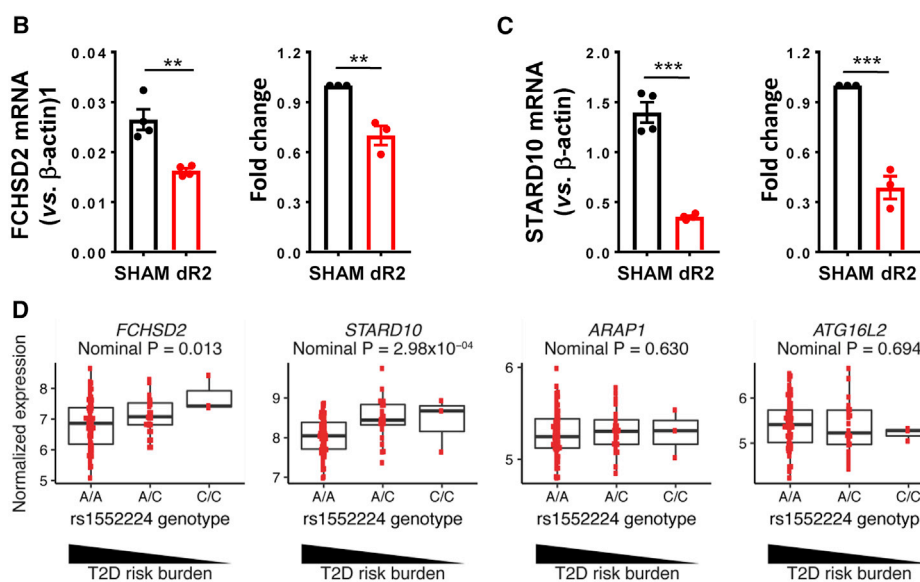 B
C
FCHSD2 mRNA
(vs. β-actin)1
0.04
0.03
0.02
0.01
0.00
**
SHAM dR2
Fold change
1.2
0.9
0.6
0.3
0.0
**
SHAM dR2
STARD10 mRNA
(vs. β-actin)
2.0
1.5
1.0
0.5
0.0
***
SHAM dR2
Fold change
1.2
0.9
0.6
0.3
0.0
***
SHAM dR2
D
Normalized expression
FCHSD2
Nominal P = 0.013
8
7
6
5
A/A A/C C/C
rs1552224 genotype
T2D risk burden
STARD10
Nominal P = 2.98x10⁻⁰⁴
9
8
7
A/A A/C C/C
rs1552224 genotype
T2D risk burden
ARAP1
Nominal P = 0.630
6
5
A/A A/C C/C
rs1552224 genotype
T2D risk burden
ATG16L2
Nominal P = 0.694
6
5
A/A A/C C/C
rs1552224 genotype
T2D risk burden